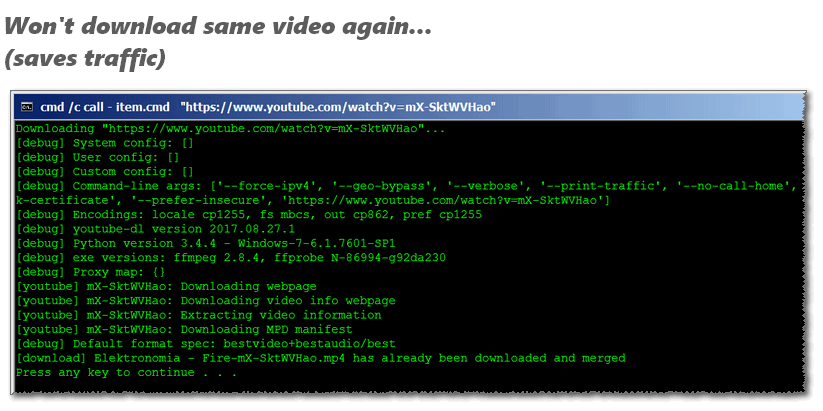 Won't download same video again...
(saves traffic)
cmd /c call - item.cmd "https://www.youtube.com/watch?v=mX-SktWVHao"
Downloading "https://www.youtube.com/watch?v=mX-SktWVHao"...
[debug] System config: []
[debug] User config: []
[debug] Custom config: []
[debug] Command-line args: ['--force-ipv4', '--geo-bypass', '--verbose', '--print-traffic', '--no-call-home',
k-certificate', '--prefer-insecure', 'https://www.youtube.com/watch?v=mX-SktWVHao']
[debug] Encodings: locale cp1255, fs mbcs, out cp862, pref cp1255
[debug] youtube-dl version 2017.08.27.1
[debug] Python version 3.4.4 - Windows-7-6.1.7601-SP1
[debug] exe versions: ffmpeg 2.8.4, ffprobe N-86994-g92da230
[debug] Proxy map: {}
[youtube] mX-SktWVHao: Downloading webpage
[youtube] mX-SktWVHao: Downloading video info webpage
[youtube] mX-SktWVHao: Extracting video information
[youtube] mX-SktWVHao: Downloading MPD manifest
[debug] Default format spec: bestvideo+bestaudio/best
[download] Elektronomia - Fire-mX-SktWVHao.mp4 has already been downloaded and merged
Press any key to continue . . .